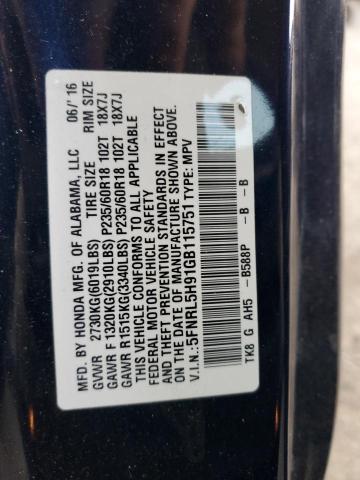 MFD. BY HONDA MFG. OF ALABAMA, LLC 06/'16
GVWR 2730KG(6019LBS) TIRE SIZE RIM SIZE
GAWR F 1320KG(2910LBS) P235/60R18 102T 18X7J
GAWR R1515KG(3340LBS) P235/60R18 102T 18X7J
THIS VEHICLE CONFORMS TO ALL APPLICABLE
FEDERAL MOTOR VEHICLE SAFETY
AND THEFT PREVENTION STANDARDS IN EFFECT
ON THE DATE OF MANUFACTURE SHOWN ABOVE.
V.I.N.:5FNRL5H91GB115751 TYPE: MPV
TK8 G AH5 - B588P - B - B